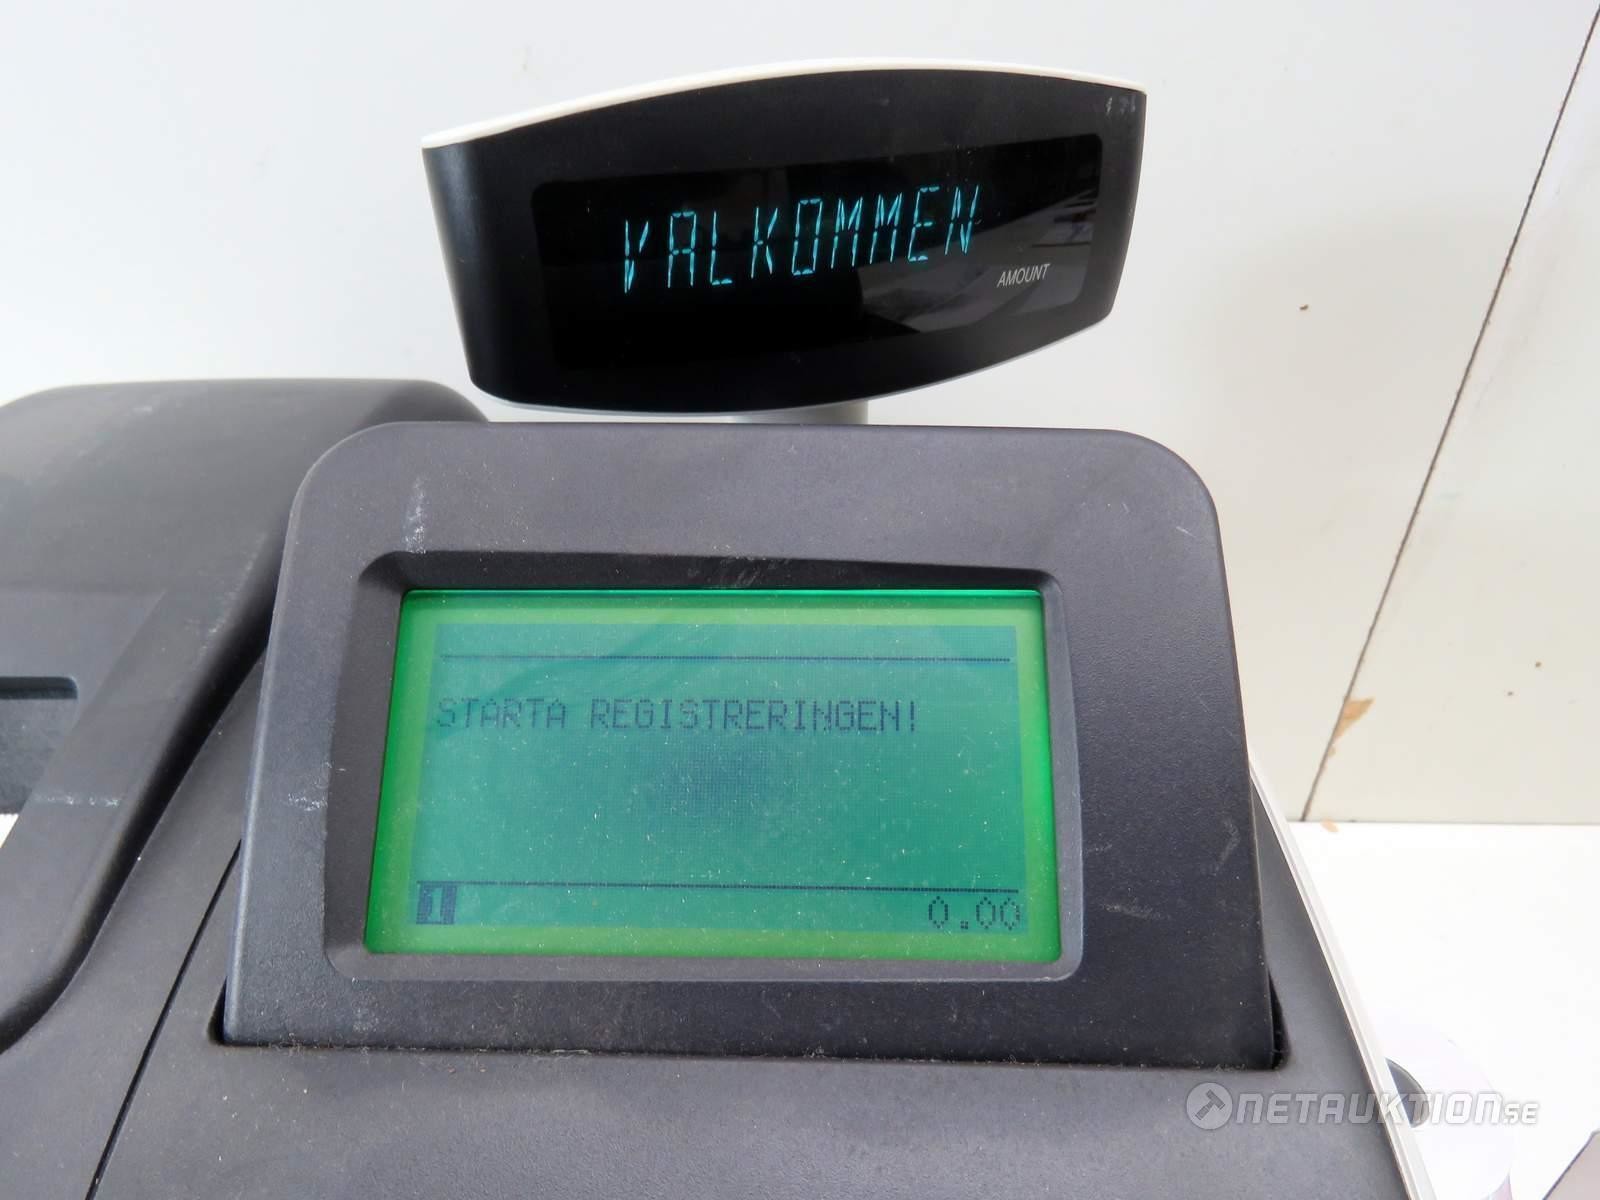 VALKOMMEN
AMOUNT
STARTA REGISTRERINGEN!
1 0.00
NETAUKTION.SE